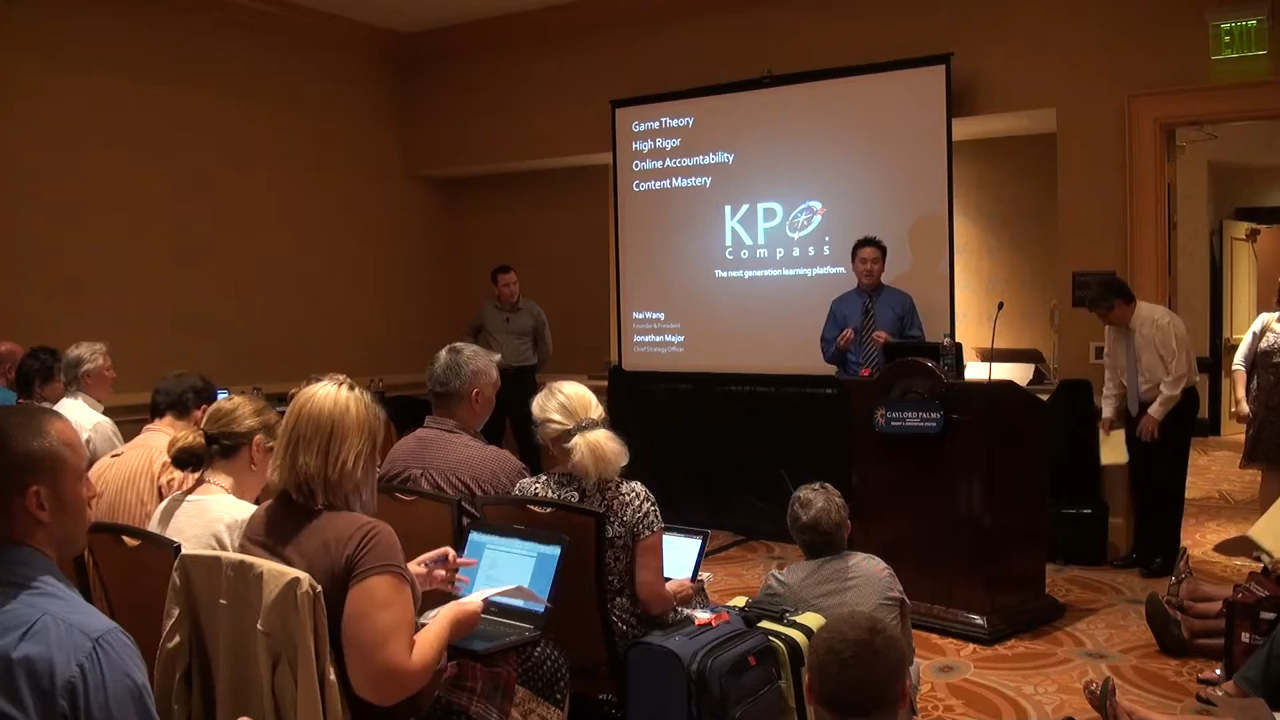 EXIT
Game Theory
High Rigor
Online Accountability
Content Mastery
KPC.
Compass
The next generation learning platform.
Nai Wang
Founder & President
Jonathan Major
Chief Strategy Officer
GAYLORD PALMS